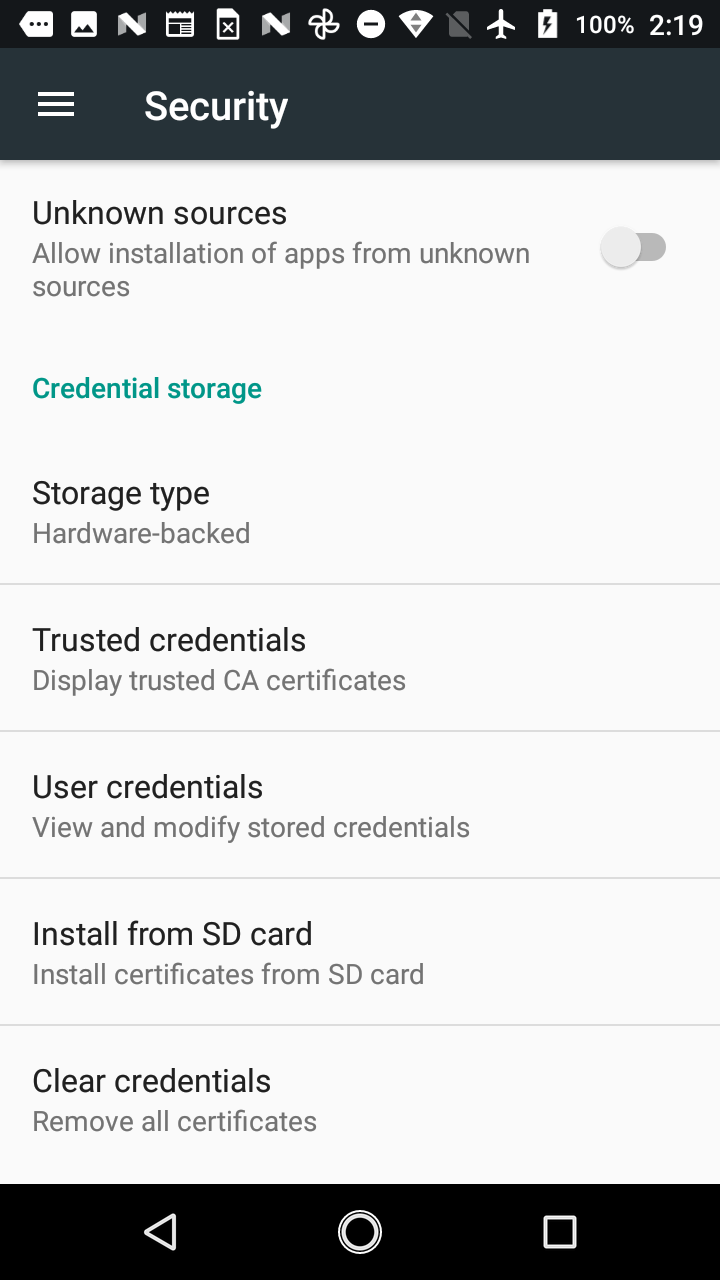 100% 2:19
Security
Unknown sources
Allow installation of apps from unknown
sources
Credential storage
Storage type
Hardware-backed
Trusted credentials
Display trusted CA certificates
User credentials
View and modify stored credentials
Install from SD card
Install certificates from SD card
Clear credentials
Remove all certificates